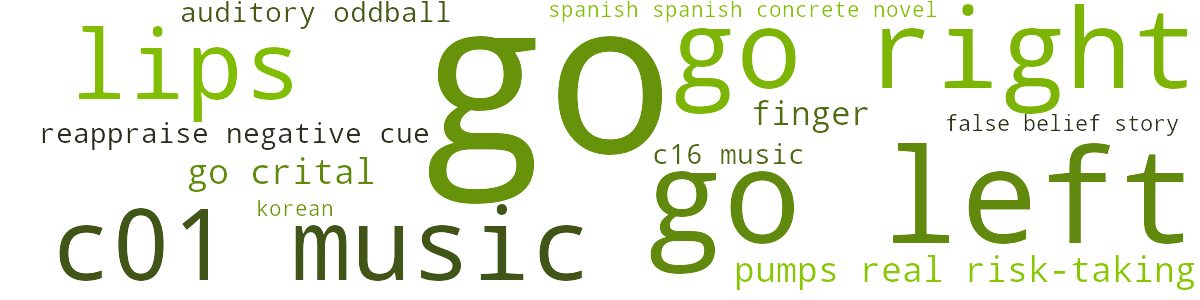 auditory oddball
spanish spanish concrete novel
lips
go
go right
finger
false belief story
reappraise negative cue
c16 music
go crital
go left
korean
c01 music
pumps real risk-taking